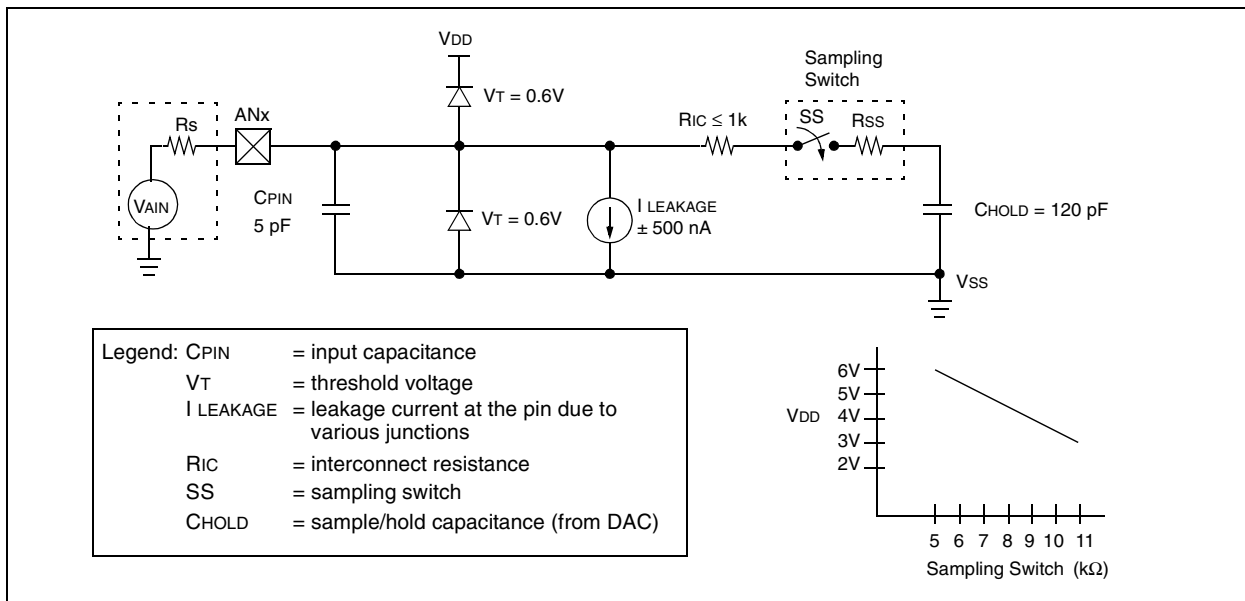 VDD
Sampling
Switch
VT = 0.6V
ANx
Rs
RIC ≤ 1k
SS
RSS
VAIN
CPIN
5 pF
VT = 0.6V
I LEAKAGE
± 500 nA
CHOLD = 120 pF
VSS
Legend: CPIN = input capacitance
VT = threshold voltage
I LEAKAGE = leakage current at the pin due to
various junctions
RIC = interconnect resistance
SS = sampling switch
CHOLD = sample/hold capacitance (from DAC)
6V
5V
VDD 4V
3V
2V
5 6 7 8 9 10 11
Sampling Switch (kΩ)